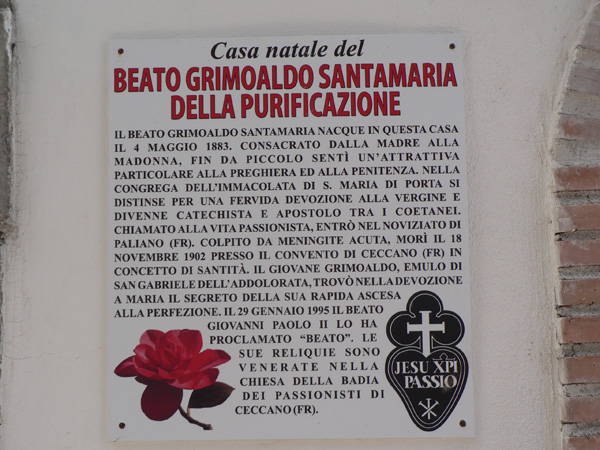 Casa natale del
BEATO GRIMOALDO SANTAMARIA
DELLA PURIFICAZIONE
IL BEATO GRIMOALDO SANTAMARIA NACQUE IN QUESTA CASA
IL 4 MAGGIO 1883. CONSACRATO DALLA MADRE ALLA
MADONNA, FIN DA PICCOLO SENTÌ UN'ATTRATTIVA
PARTICOLARE ALLA PREGHIERA ED ALLA PENITENZA. NELLA
CONGREGA DELL'IMMACOLATA DI S. MARIA DI PORTA SI
DISTINSE PER UNA FERVIDA DEVOZIONE ALLA VERGINE E
DIVENNE CATECHISTA E APOSTOLO TRA I COETANEI.
CHIAMATO ALLA VITA PASSIONISTA, ENTRÒ NEL NOVIZIATO DI
PALIANO (FR). COLPITO DA MENINGITE ACUTA, MORÌ IL 18
NOVEMBRE 1902 PRESSO IL CONVENTO DI CECCANO (FR) IN
CONCETTO DI SANTITÀ. IL GIOVANE GRIMOALDO, EMULO DI
SAN GABRIELE DELL'ADDOLORATA, TROVÒ NELLA DEVOZIONE
A MARIA IL SEGRETO DELLA SUA RAPIDA ASCESA
ALLA PERFEZIONE. IL 29 GENNAIO 1995 IL BEATO
GIOVANNI PAOLO II LO HA
PROCLAMATO "BEATO". LE
SUE RELIQUIE SONO
VENERATE NELLA
CHIESA DELLA BADIA
DEI PASSIONISTI DI
CECCANO (FR).
JESU XPI
PASSIO